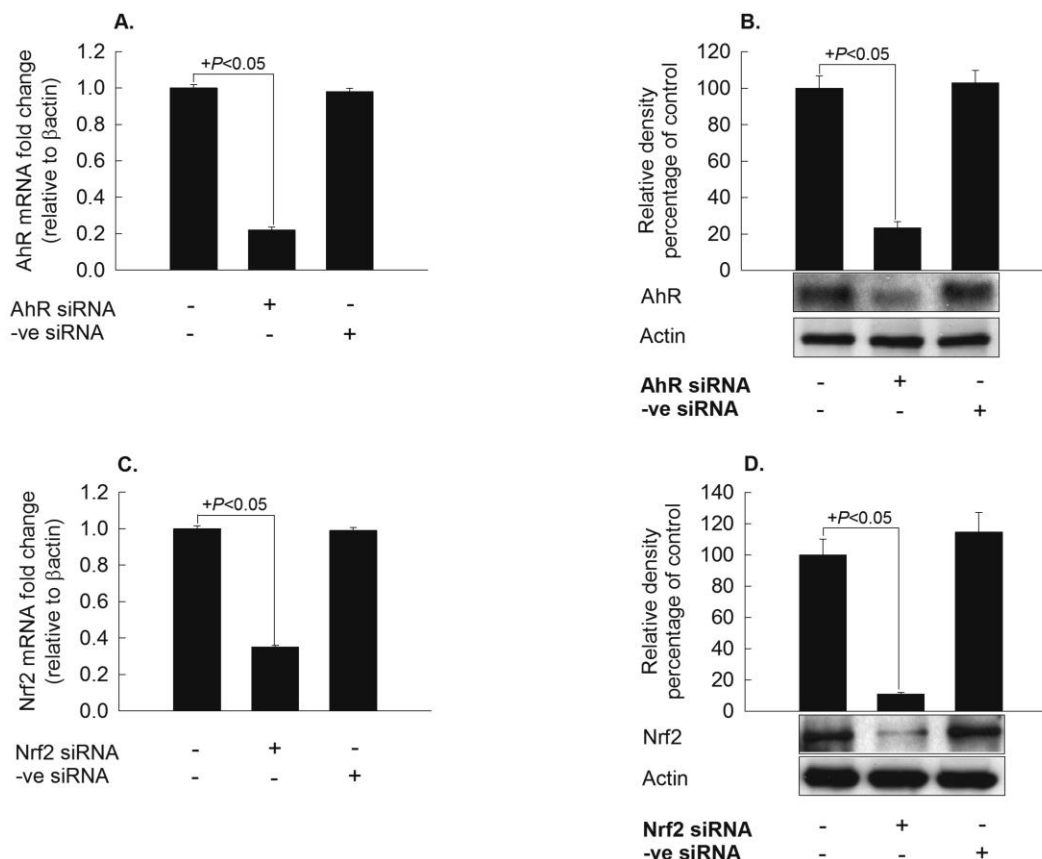 A.
AhR mRNA fold change
(relative to βactin)
1.2
1.0
0.8
0.6
0.4
0.2
0.0
+P<0.05
AhR siRNA - + -
-ve siRNA - - +
B.
Relative density
percentage of control
120
100
80
60
40
20
0
+P<0.05
AhR
Actin
AhR siRNA - + -
-ve siRNA - - +
C.
Nrf2 mRNA fold change
(relative to βactin)
1.2
1.0
0.8
0.6
0.4
0.2
0.0
+P<0.05
Nrf2 siRNA - + -
-ve siRNA - - +
D.
Relative density
percentage of control
140
120
100
80
60
40
20
0
+P<0.05
Nrf2
Actin
Nrf2 siRNA - + -
-ve siRNA - - +